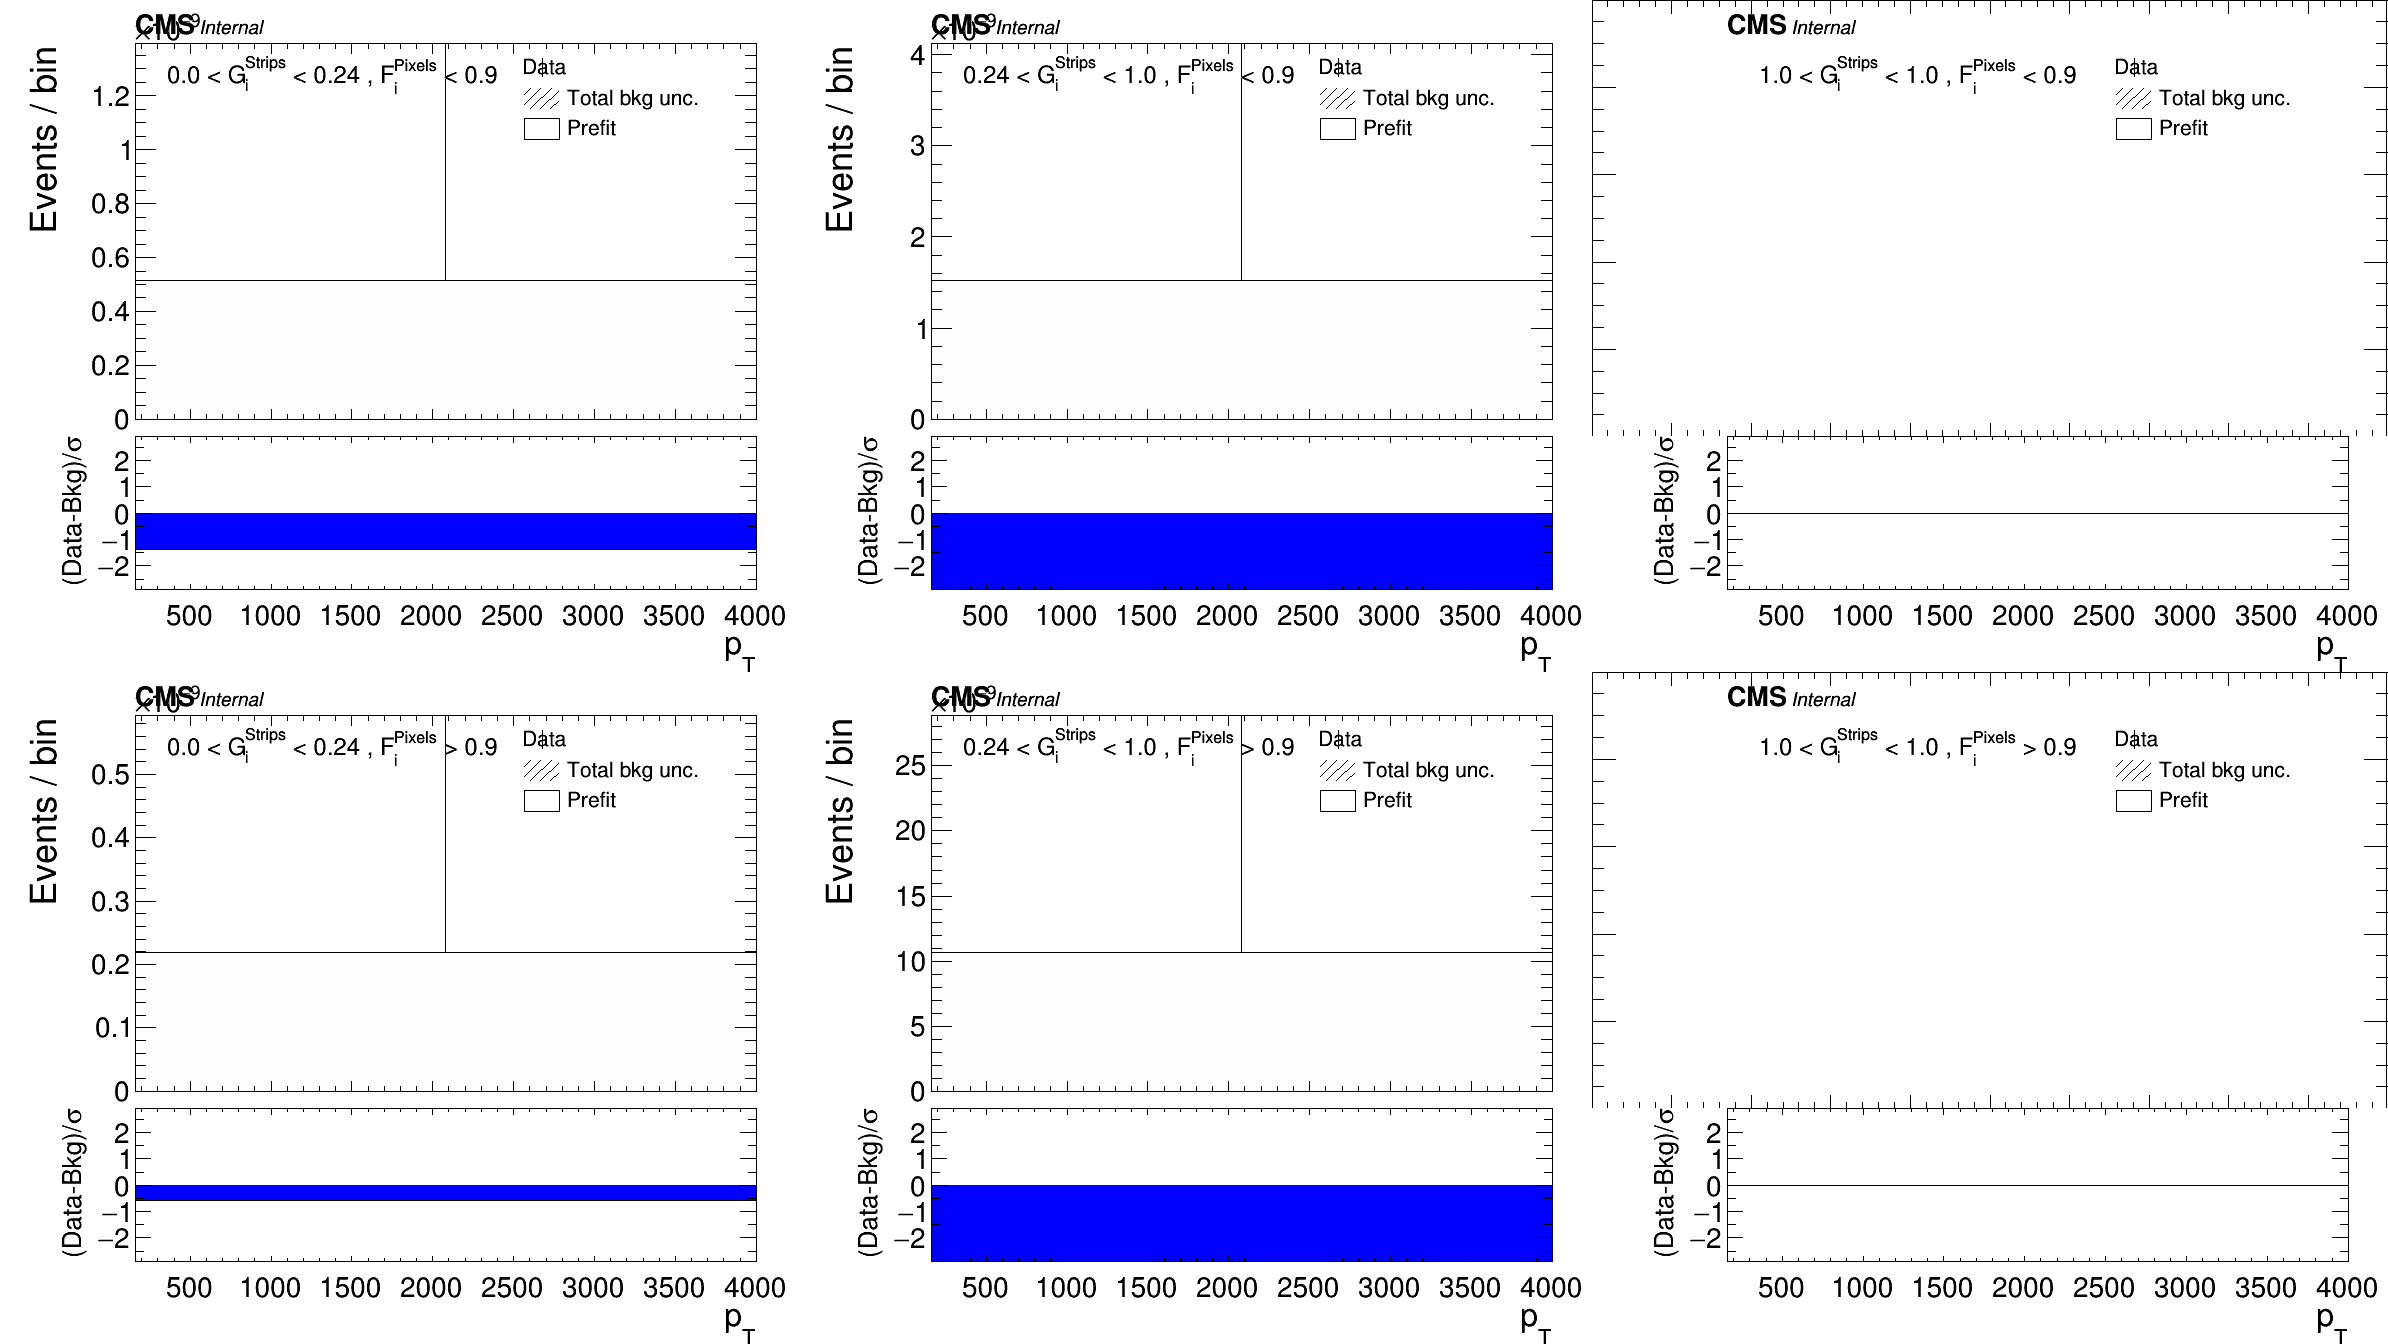 CMS Internal
×10⁹
0.0 < G_i^Strips < 0.24 , F_i^Pixels < 0.9
Data
Total bkg unc.
Prefit
Events / bin
1.2
1
0.8
0.6
0.4
0.2
0
(Data-Bkg)/σ
2
1
0
−1
−2
500 1000 1500 2000 2500 3000 3500 4000
p_T
CMS Internal
×10⁹
0.24 < G_i^Strips < 1.0 , F_i^Pixels < 0.9
Data
Total bkg unc.
Prefit
Events / bin
4
3
2
1
0
(Data-Bkg)/σ
2
1
0
−1
−2
500 1000 1500 2000 2500 3000 3500 4000
p_T
CMS Internal
1.0 < G_i^Strips < 1.0 , F_i^Pixels < 0.9
Data
Total bkg unc.
Prefit
(Data-Bkg)/σ
2
1
0
−1
−2
500 1000 1500 2000 2500 3000 3500 4000
p_T
CMS Internal
×10⁹
0.0 < G_i^Strips < 0.24 , F_i^Pixels > 0.9
Data
Total bkg unc.
Prefit
Events / bin
0.5
0.4
0.3
0.2
0.1
0
(Data-Bkg)/σ
2
1
0
−1
−2
500 1000 1500 2000 2500 3000 3500 4000
p_T
CMS Internal
×10⁹
0.24 < G_i^Strips < 1.0 , F_i^Pixels > 0.9
Data
Total bkg unc.
Prefit
Events / bin
25
20
15
10
5
0
(Data-Bkg)/σ
2
1
0
−1
−2
500 1000 1500 2000 2500 3000 3500 4000
p_T
CMS Internal
1.0 < G_i^Strips < 1.0 , F_i^Pixels > 0.9
Data
Total bkg unc.
Prefit
(Data-Bkg)/σ
2
1
0
−1
−2
500 1000 1500 2000 2500 3000 3500 4000
p_T